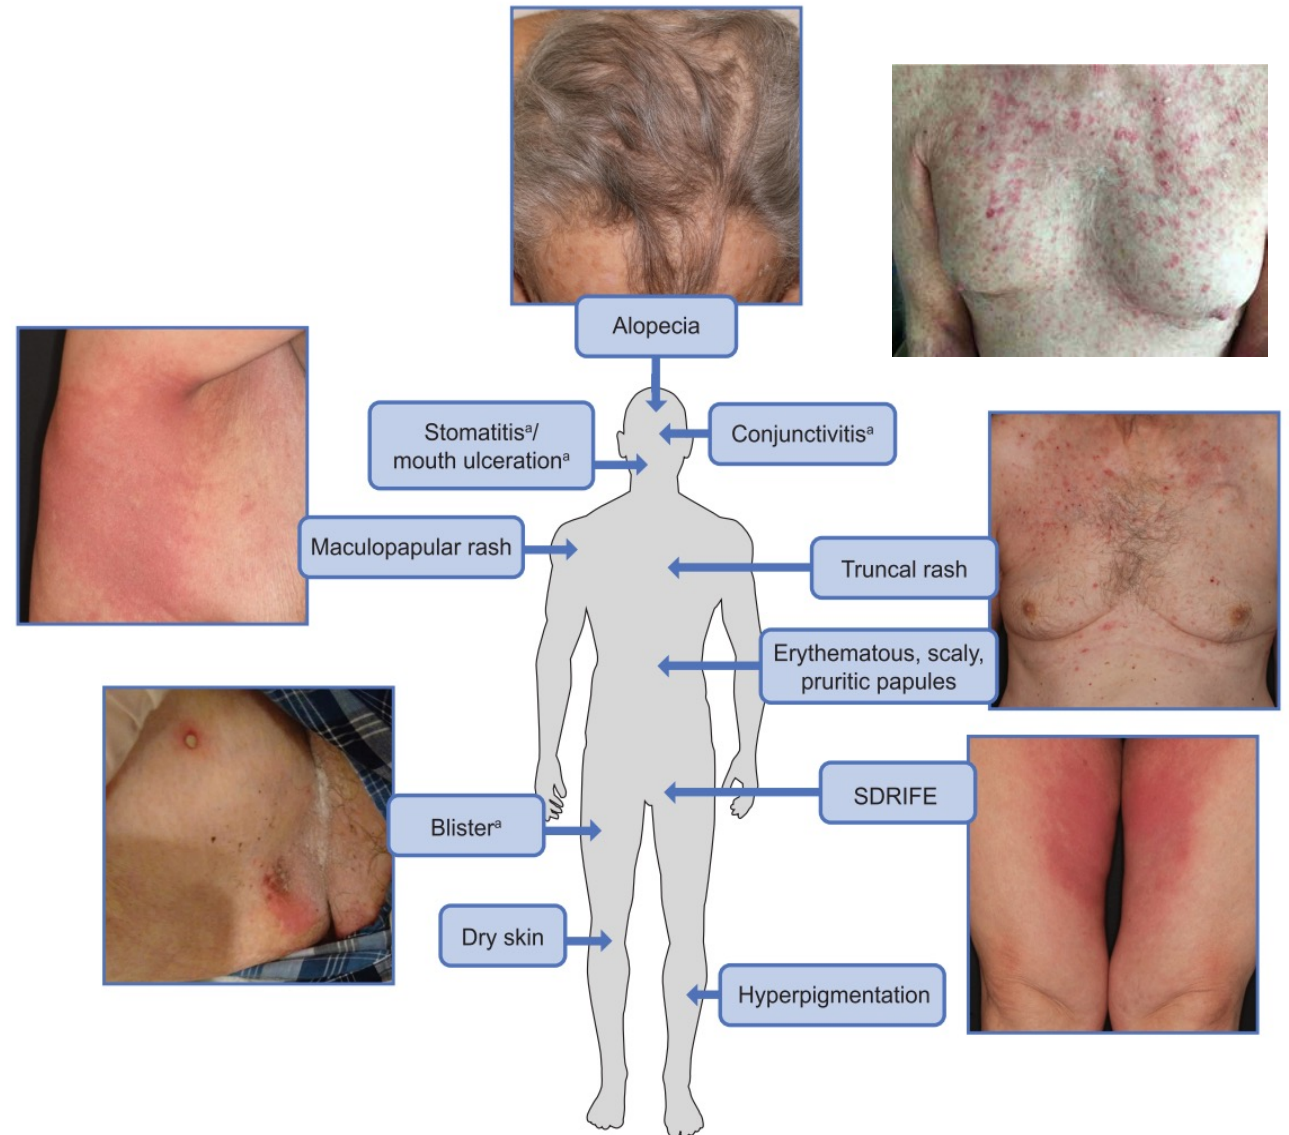 Alopecia
Stomatitisᵃ/
mouth ulcerationᵃ
Conjunctivitisᵃ
Maculopapular rash
Truncal rash
Erythematous, scaly,
pruritic papules
SDRIFE
Blisterᵃ
Dry skin
Hyperpigmentation